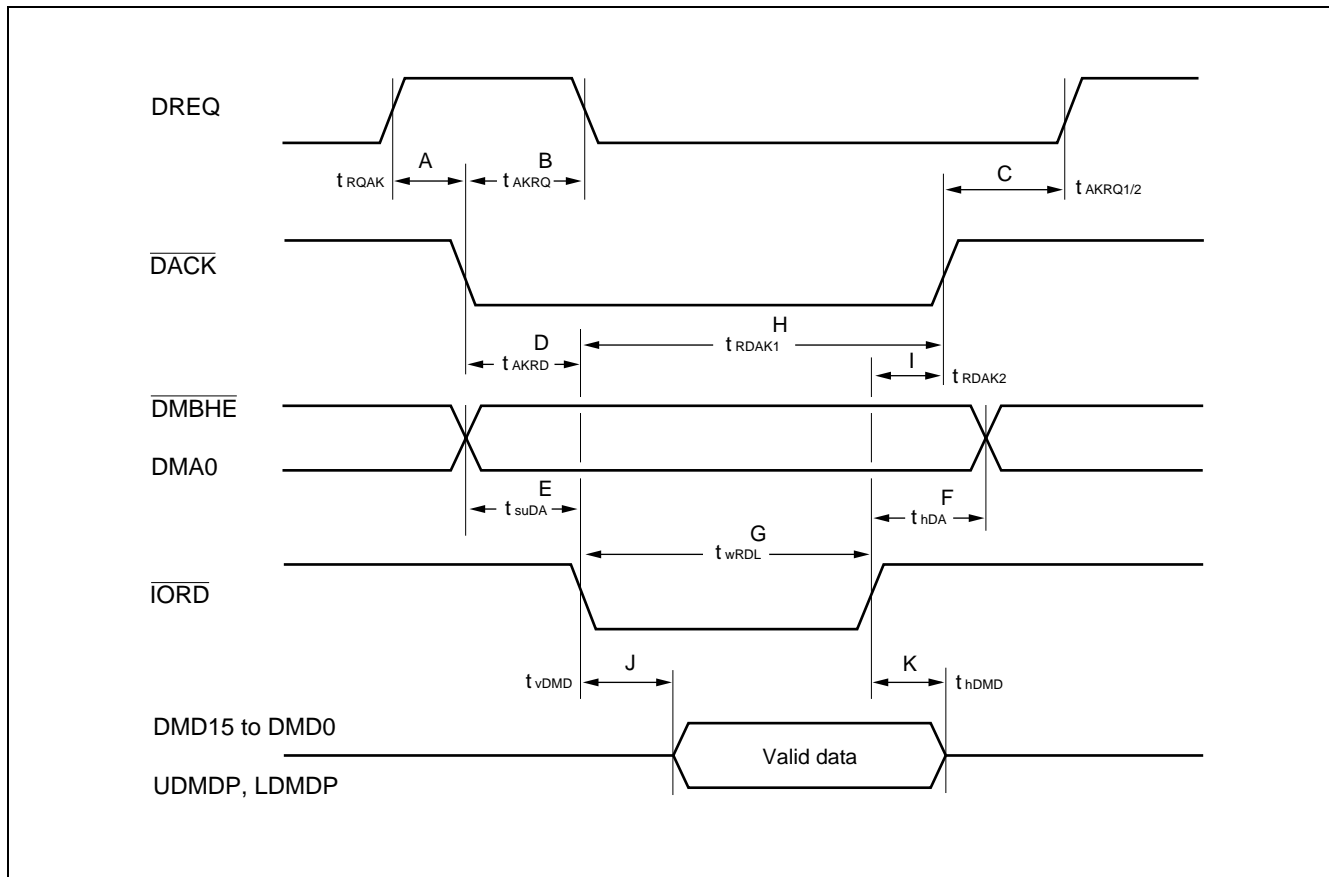 DREQ
A
B
C
t RQAK
t AKRQ
t AKRQ1/2
DACK
H
D
t RDAK1
t AKRD
I
t RDAK2
DMBHE
DMA0
E
F
t suDA
t hDA
G
t wRDL
IORD
J
K
t vDMD
t hDMD
DMD15 to DMD0
Valid data
UDMDP, LDMDP